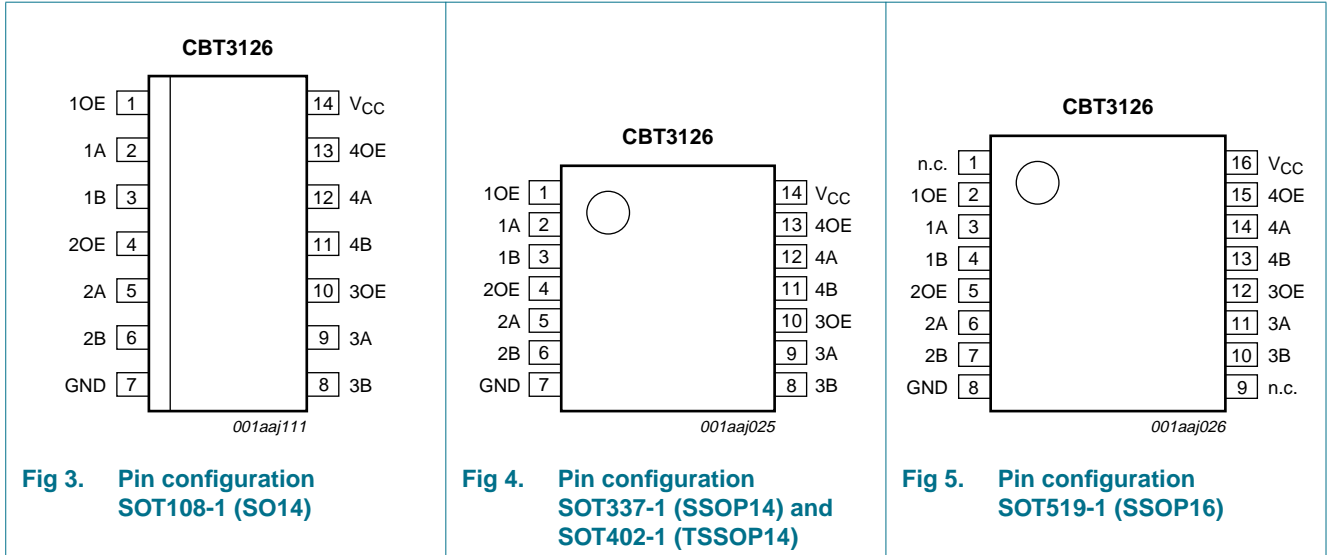 CBT3126
1OE 1 14 VCC
1A 2 13 4OE
1B 3 12 4A
2OE 4 11 4B
2A 5 10 3OE
2B 6 9 3A
GND 7 8 3B
001aaj111
Fig 3. Pin configuration
SOT108-1 (SO14)
CBT3126
1OE 1 14 VCC
1A 2 13 4OE
1B 3 12 4A
2OE 4 11 4B
2A 5 10 3OE
2B 6 9 3A
GND 7 8 3B
001aaj025
Fig 4. Pin configuration
SOT337-1 (SSOP14) and
SOT402-1 (TSSOP14)
CBT3126
n.c. 1 16 VCC
1OE 2 15 4OE
1A 3 14 4A
1B 4 13 4B
2OE 5 12 3OE
2A 6 11 3A
2B 7 10 3B
GND 8 9 n.c.
001aaj026
Fig 5. Pin configuration
SOT519-1 (SSOP16)